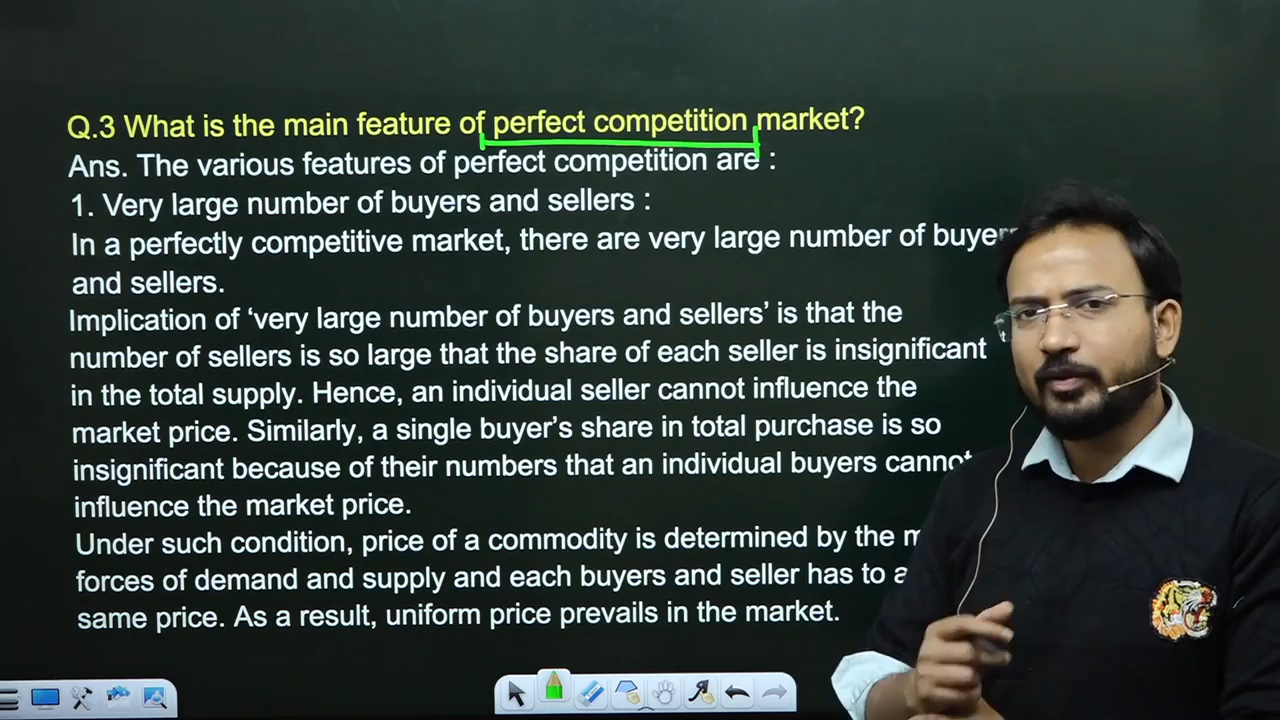 Q.3 What is the main feature of perfect competition market?
Ans. The various features of perfect competition are :
1. Very large number of buyers and sellers :
In a perfectly competitive market, there are very large number of buyers
and sellers.
Implication of ‘very large number of buyers and sellers’ is that the
number of sellers is so large that the share of each seller is insignificant
in the total supply. Hence, an individual seller cannot influence the
market price. Similarly, a single buyer’s share in total purchase is so
insignificant because of their numbers that an individual buyers cannot
influence the market price.
Under such condition, price of a commodity is determined by the
forces of demand and supply and each buyers and seller has to
same price. As a result, uniform price prevails in the market.